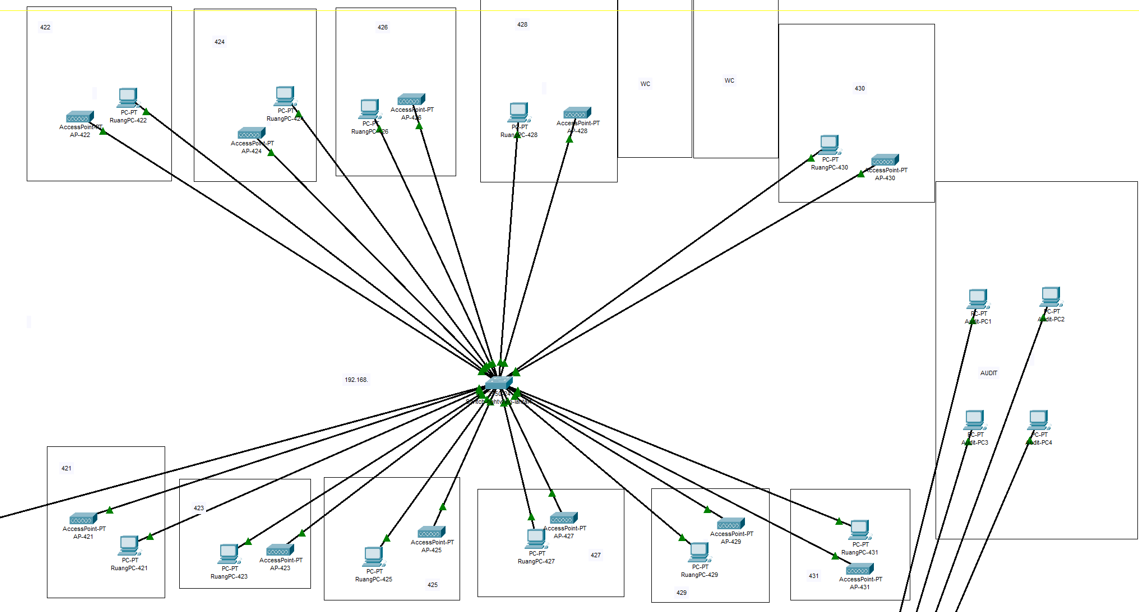 422
424
426
428
WC
WC
430
PC-PT
RuangPC-422
AccessPoint-PT
AP-422
PC-PT
AccessPoint-PT
AP-424
PC-PT
AccessPoint-PT
PC-PT
RuangPC-428
AccessPoint-PT
AP-428
PC-PT
RuangPC-430
AccessPoint-PT
AP-430
PC-PT
Audit-PC1
PC-PT
Audit-PC2
192.168.
AUDIT
PC-PT
Audit-PC3
PC-PT
Audit-PC4
421
AccessPoint-PT
AP-421
PC-PT
RuangPC-421
423
PC-PT
RuangPC-423
AccessPoint-PT
AP-423
AccessPoint-PT
AP-425
PC-PT
RuangPC-425
425
AccessPoint-PT
AP-427
PC-PT
RuangPC-427
427
AccessPoint-PT
AP-429
PC-PT
RuangPC-429
429
PC-PT
RuangPC-431
431
AccessPoint-PT
AP-431